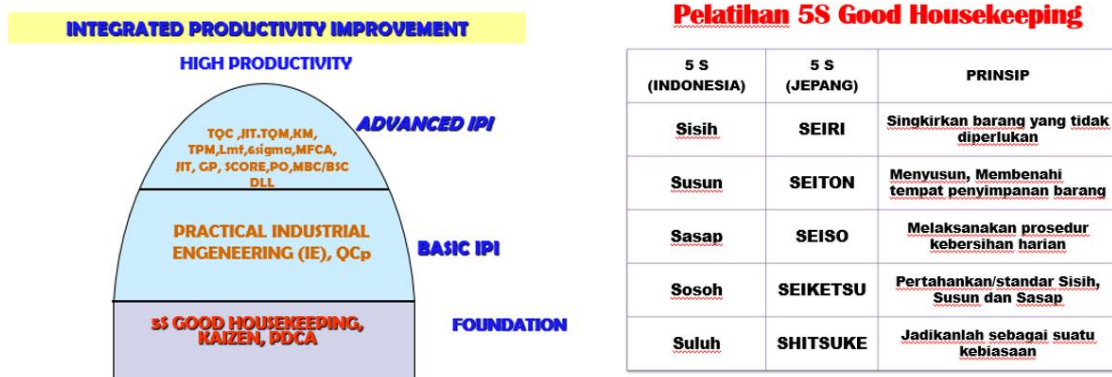 INTEGRATED PRODUCTIVITY IMPROVEMENT
HIGH PRODUCTIVITY
ADVANCED IPI
TQC ,JIT.TQM,KM,
TPM,Lmf,6sigma,MFCA,
JIT, GP, SCORE,PO,MBC/BSC
DLL
PRACTICAL INDUSTRIAL
ENGENEERING (IE), QCp
BASIC IPI
5S GOOD HOUSEKEEPING,
KAIZEN, PDCA
FOUNDATION
Pelatihan 5S Good Housekeeping
5 S
(INDONESIA)
5 S
(JEPANG)
PRINSIP
Sisih
SEIRI
Singkirkan barang yang tidak
diperlukan
Susun
SEITON
Menyusun, Membenahi
tempat penyimpanan barang
Sasap
SEISO
Melaksanakan prosedur
kebersihan harian
Sosoh
SEIKETSU
Pertahankan/standar Sisih,
Susun dan Sasap
Suluh
SHITSUKE
Jadikanlah sebagai suatu
kebiasaan